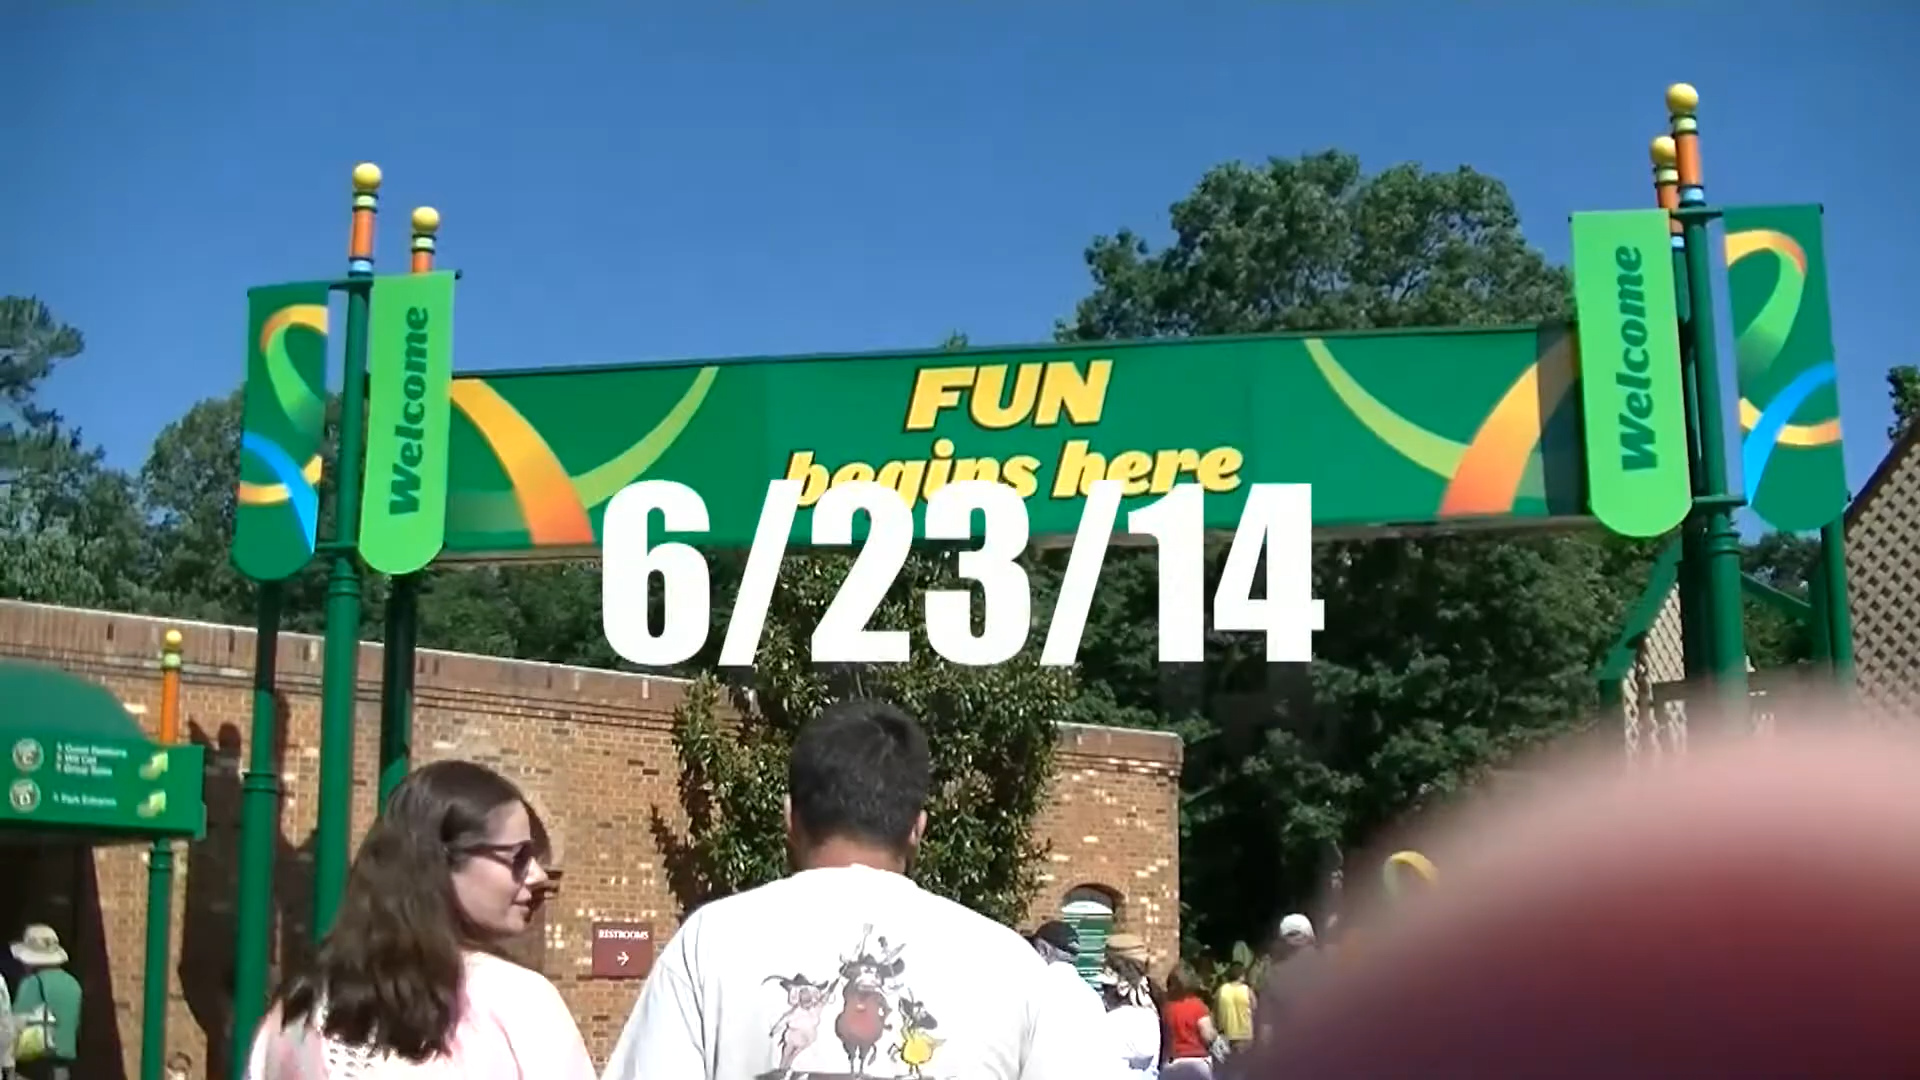 Welcome
FUN
begins here
Welcome
6/23/14
RESTROOMS